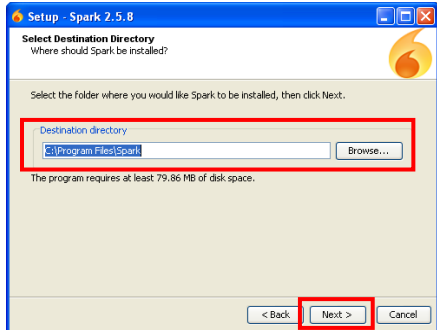 Setup - Spark 2.5.8
Select Destination Directory
Where should Spark be installed?
Select the folder where you would like Spark to be installed, then click Next.
Destination directory
C:\Program Files\Spark
Browse...
The program requires at least 79.86 MB of disk space.
< Back Next > Cancel